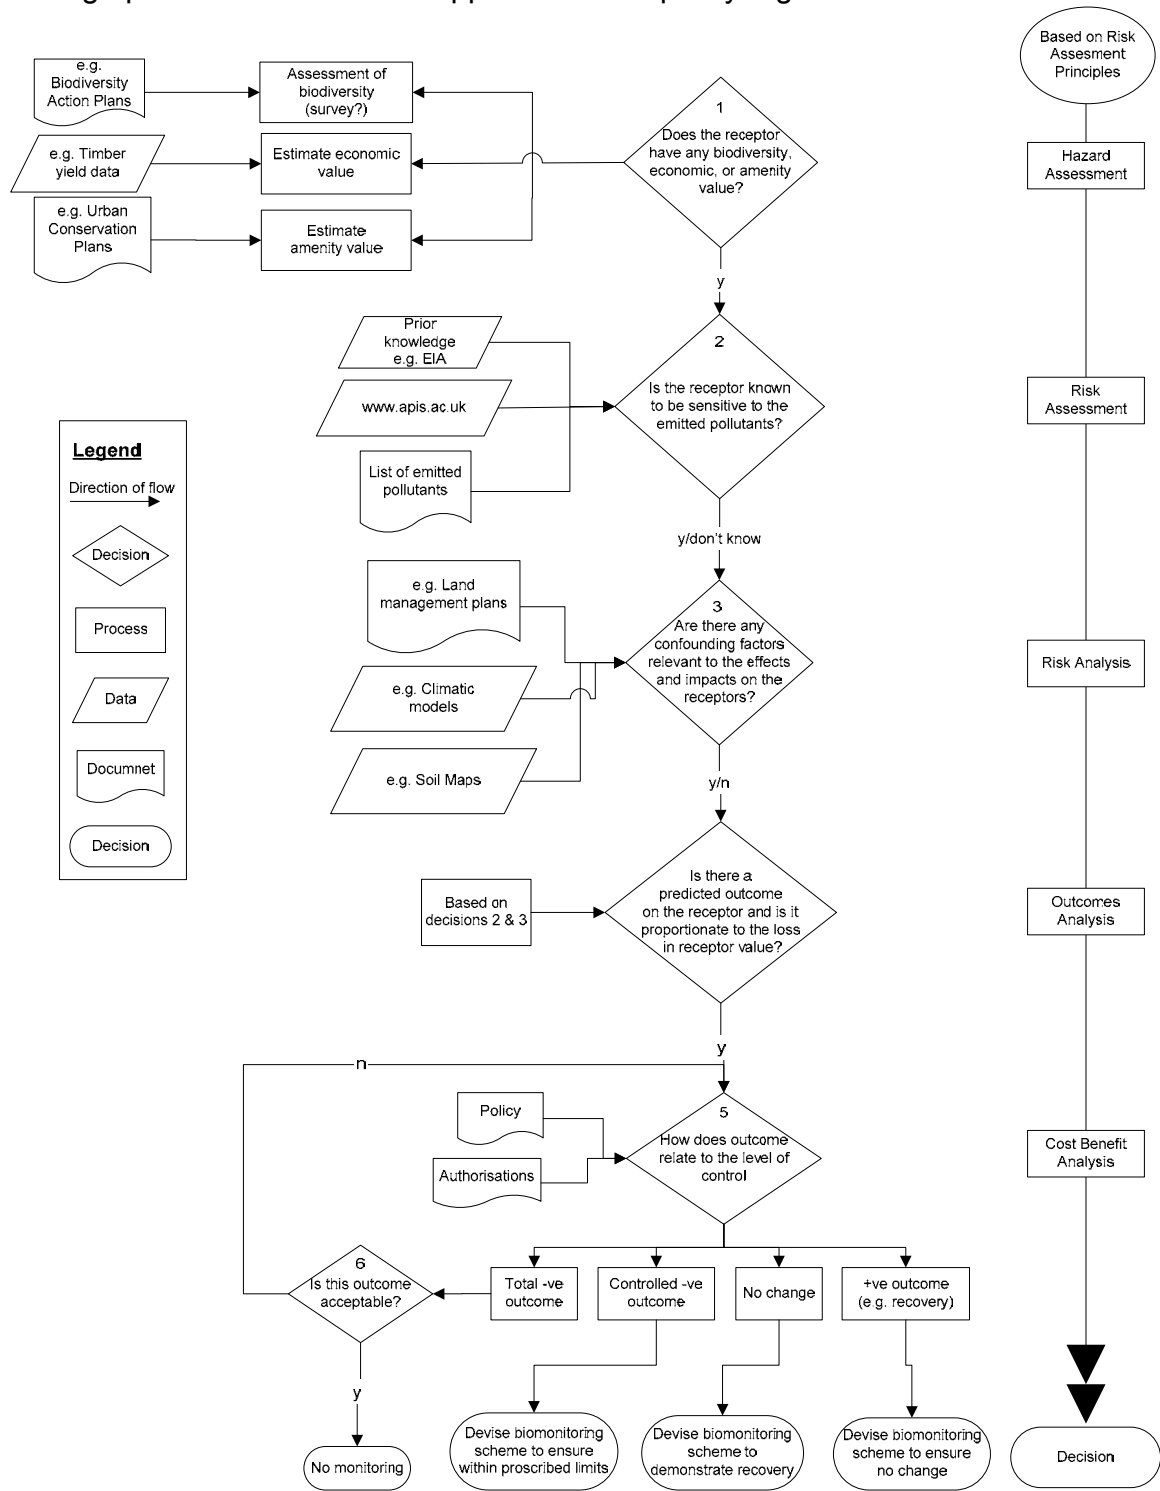 e.g.
Biodiversity
Action Plans
Assessment of
biodiversity
(survey?)
e.g. Timber
yield data
Estimate economic
value
e.g. Urban
Conservation
Plans
Estimate
amenity value
1
Does the receptor
have any biodiversity,
economic, or amenity
value?
y
Based on Risk
Assesment
Principles
Hazard
Assessment
Prior
knowledge
e.g. EIA
www.apis.ac.uk
List of emitted
pollutants
2
Is the receptor known
to be sensitive to the
emitted pollutants?
y/don't know
Risk
Assessment
Legend
Direction of flow
Decision
Process
Data
Documnet
Decision
e.g. Land
management plans
e.g. Climatic
models
e.g. Soil Maps
3
Are there any
confounding factors
relevant to the effects
and impacts on the
receptors?
y/n
Risk Analysis
Based on
decisions 2 & 3
Is there a
predicted outcome
on the receptor and is it
proportionate to the loss
in receptor value?
y
Outcomes
Analysis
n
Policy
Authorisations
5
How does outcome
relate to the level of
control
Cost Benefit
Analysis
6
Is this outcome
acceptable?
Total -ve
outcome
Controlled -ve
outcome
No change
+ve outcome
(e.g. recovery)
y
No monitoring
Devise biomonitoring
scheme to ensure
within proscribed limits
Devise biomonitoring
scheme to
demonstrate recovery
Devise biomonitoring
scheme to ensure
no change
Decision